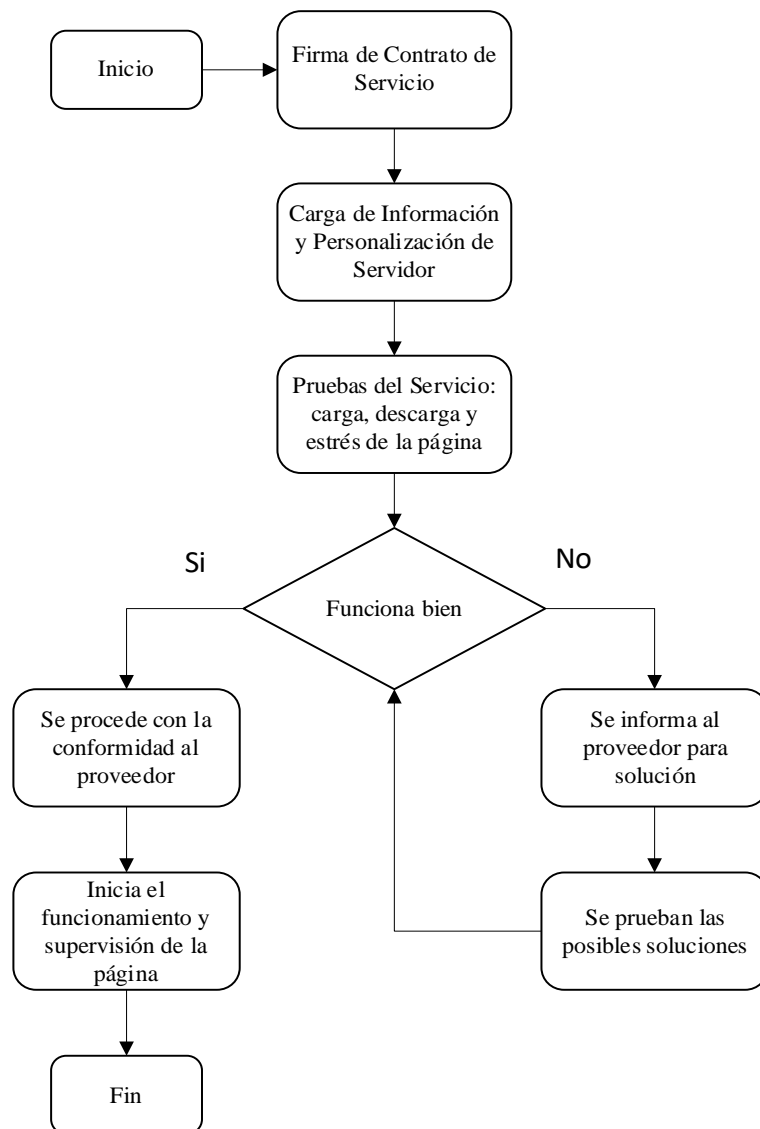 Inicio
Firma de Contrato de
Servicio
Carga de Información
y Personalización de
Servidor
Pruebas del Servicio:
carga, descarga y
estrés de la página
Si
No
Funciona bien
Se procede con la
conformidad al
proveedor
Se informa al
proveedor para
solución
Inicia el
funcionamiento y
supervisión de la
página
Se prueban las
posibles soluciones
Fin